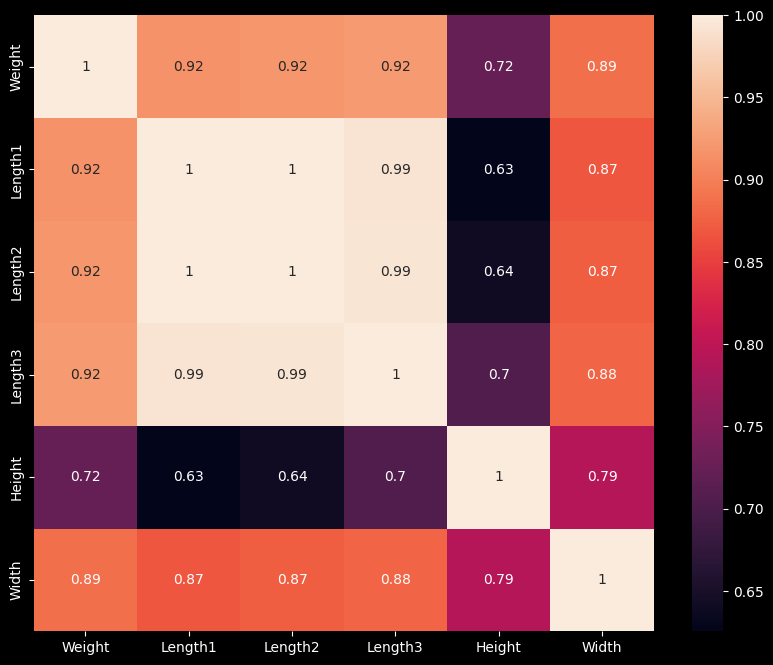 Weight 1 0.92 0.92 0.92 0.72 0.89
Length1 0.92 1 1 0.99 0.63 0.87
Length2 0.92 1 1 0.99 0.64 0.87
Length3 0.92 0.99 0.99 1 0.7 0.88
Height 0.72 0.63 0.64 0.7 1 0.79
Width 0.89 0.87 0.87 0.88 0.79 1
Weight Length1 Length2 Length3 Height Width
1.00
0.95
0.90
0.85
0.80
0.75
0.70
0.65